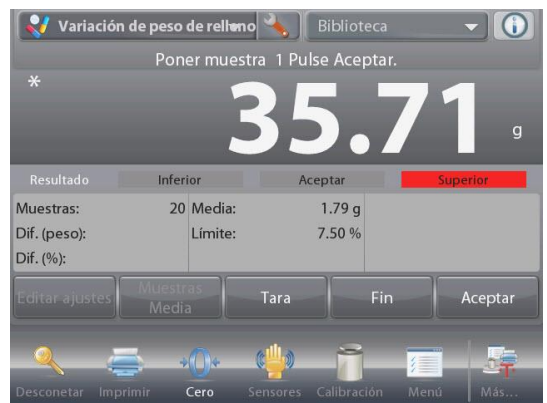 Variación de peso de relleno Biblioteca
Poner muestra 1 Pulse Aceptar.
*
35.71 g
Resultado Inferior Aceptar Superior
Muestras: 20 Media: 1.79 g
Dif. (peso): Límite: 7.50 %
Dif. (%):
Editar ajustes Muestras Media Tara Fin Aceptar
Desconetar Imprimir Cero Sensores Calibración Menú Más...